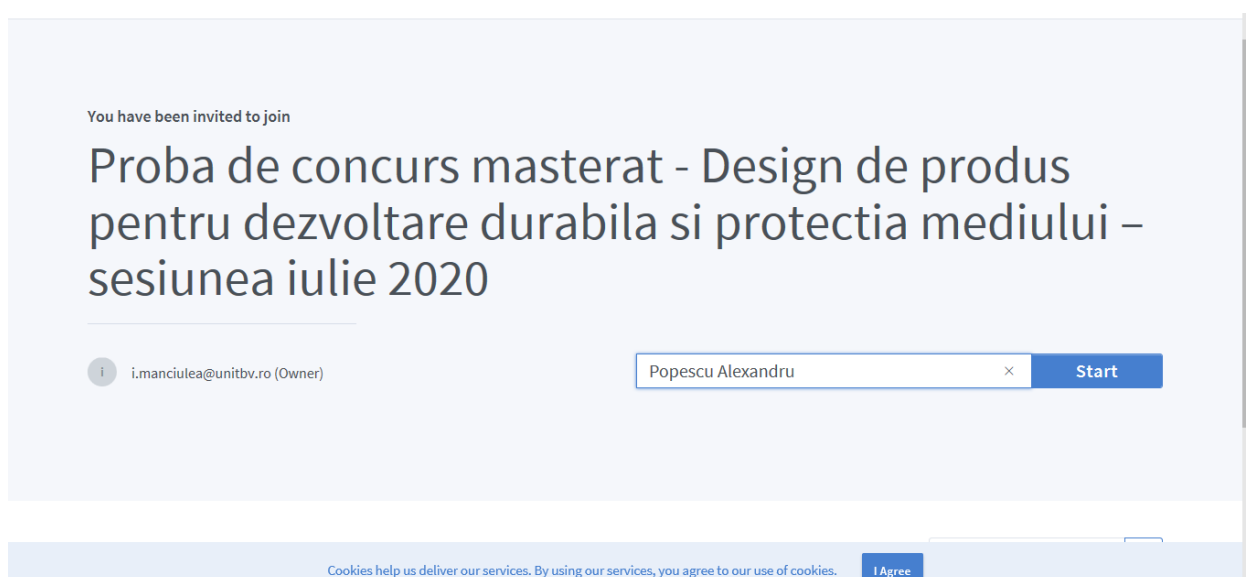 You have been invited to join
Proba de concurs masterat - Design de produs
pentru dezvoltare durabila si protectia mediului –
sesiunea iulie 2020
i
i.manciulea@unitbv.ro (Owner)
Popescu Alexandru ×
Start
Cookies help us deliver our services. By using our services, you agree to our use of cookies.
I Agree